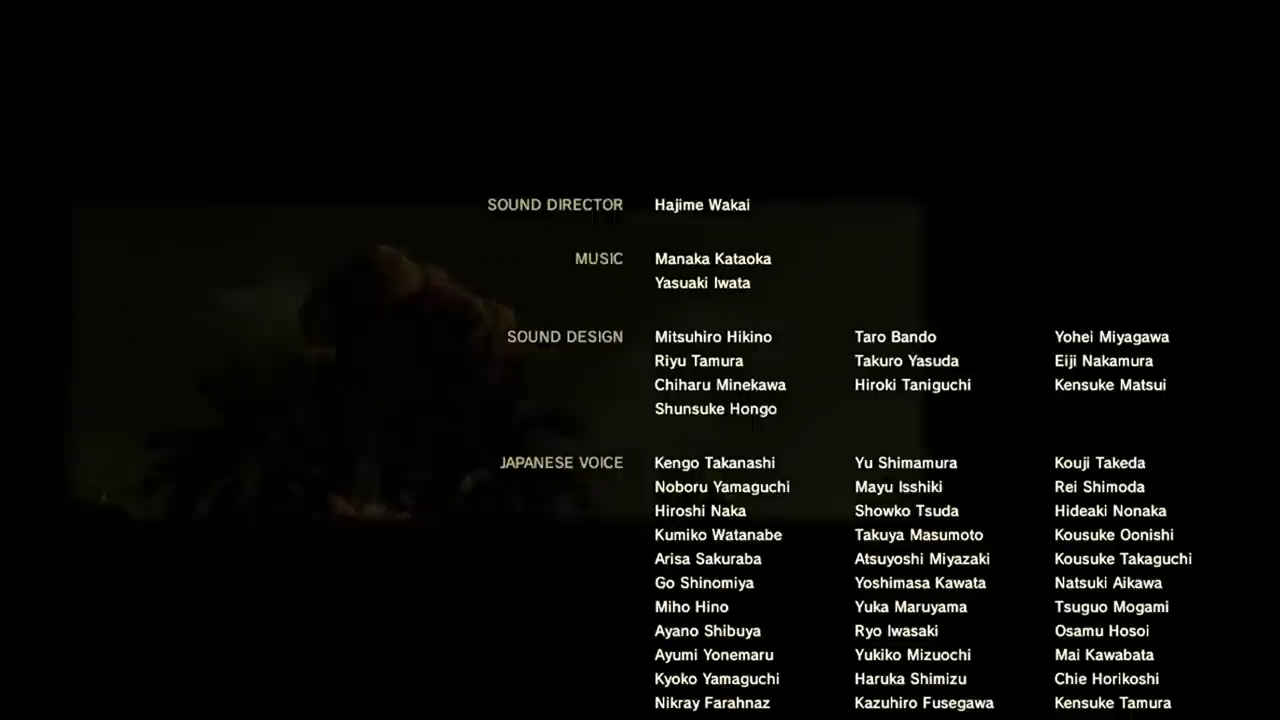 SOUND DIRECTOR Hajime Wakai
MUSIC Manaka Kataoka
Yasuaki Iwata
SOUND DESIGN Mitsuhiro Hikino Taro Bando Yohei Miyagawa
Riyu Tamura Takuro Yasuda Eiji Nakamura
Chiharu Minekawa Hiroki Taniguchi Kensuke Matsui
Shunsuke Hongo
JAPANESE VOICE Kengo Takanashi Yu Shimamura Kouji Takeda
Noboru Yamaguchi Mayu Isshiki Rei Shimoda
Hiroshi Naka Showko Tsuda Hideaki Nonaka
Kumiko Watanabe Takuya Masumoto Kousuke Oonishi
Arisa Sakuraba Atsuyoshi Miyazaki Kousuke Takaguchi
Go Shinomiya Yoshimasa Kawata Natsuki Aikawa
Miho Hino Yuka Maruyama Tsuguo Mogami
Ayano Shibuya Ryo Iwasaki Osamu Hosoi
Ayumi Yonemaru Yukiko Mizuochi Mai Kawabata
Kyoko Yamaguchi Haruka Shimizu Chie Horikoshi
Nikray Farahnaz Kazuhiro Fusegawa Kensuke Tamura